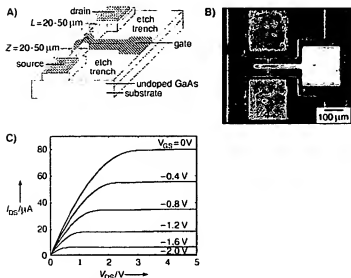 A)
drain
L = 20-50 µm
etch trench
Z = 20-50 µm
source
gate
etch trench
undoped GaAs
substrate
B)
100 µm
C)
80
60
40
20
0
I_DS/µA
V_GS = 0V
-0.4 V
-0.8 V
-1.2 V
-1.6 V
-2.0 V
0 1 2 3 4 5
V_DS/V